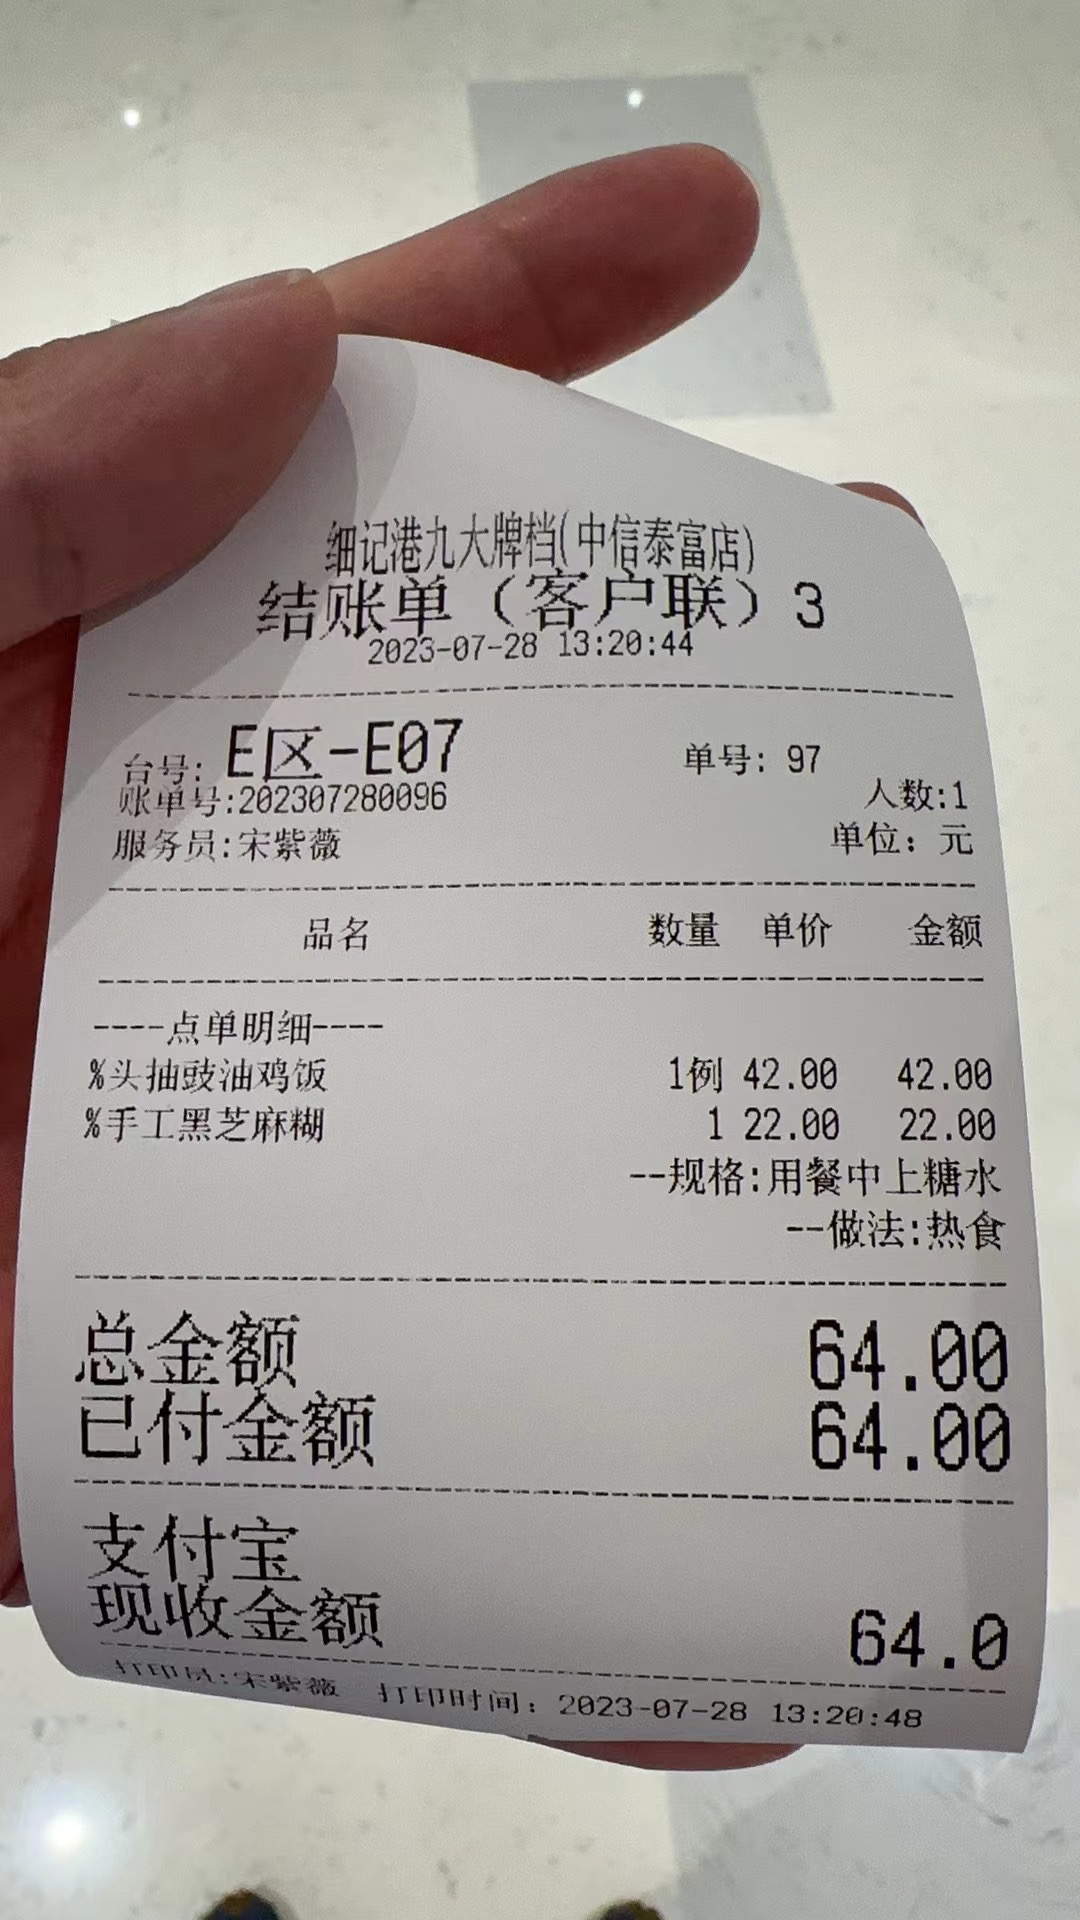 细记港九大牌档(中信泰富店)
结账单（客户联）3
2023-07-28 13:20:44
台号: E区-E07 单号: 97
账单号:202307280096 人数:1
服务员:宋紫薇 单位: 元
品名 数量 单价 金额
----点单明细----
%头抽豉油鸡饭 1例 42.00 42.00
%手工黑芝麻糊 1 22.00 22.00
--规格:用餐中上糖水
--做法:热食
总金额 64.00
已付金额 64.00
支付宝
现收金额 64.0
打印员:宋紫薇 打印时间: 2023-07-28 13:20:48